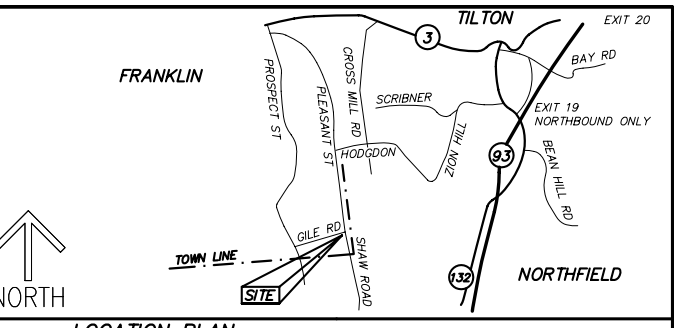 TILTON
EXIT 20
3
FRANKLIN
BAY RD
PROSPECT ST
PLEASANT ST
CROSS MILL RD
SCRIBNER
EXIT 19
NORTHBOUND ONLY
HODGDON
ZION HILL
93
BEAN HILL RD
GILE RD
SHAW ROAD
TOWN LINE
NORTH
SITE
132
NORTHFIELD
LOCATION PLAN